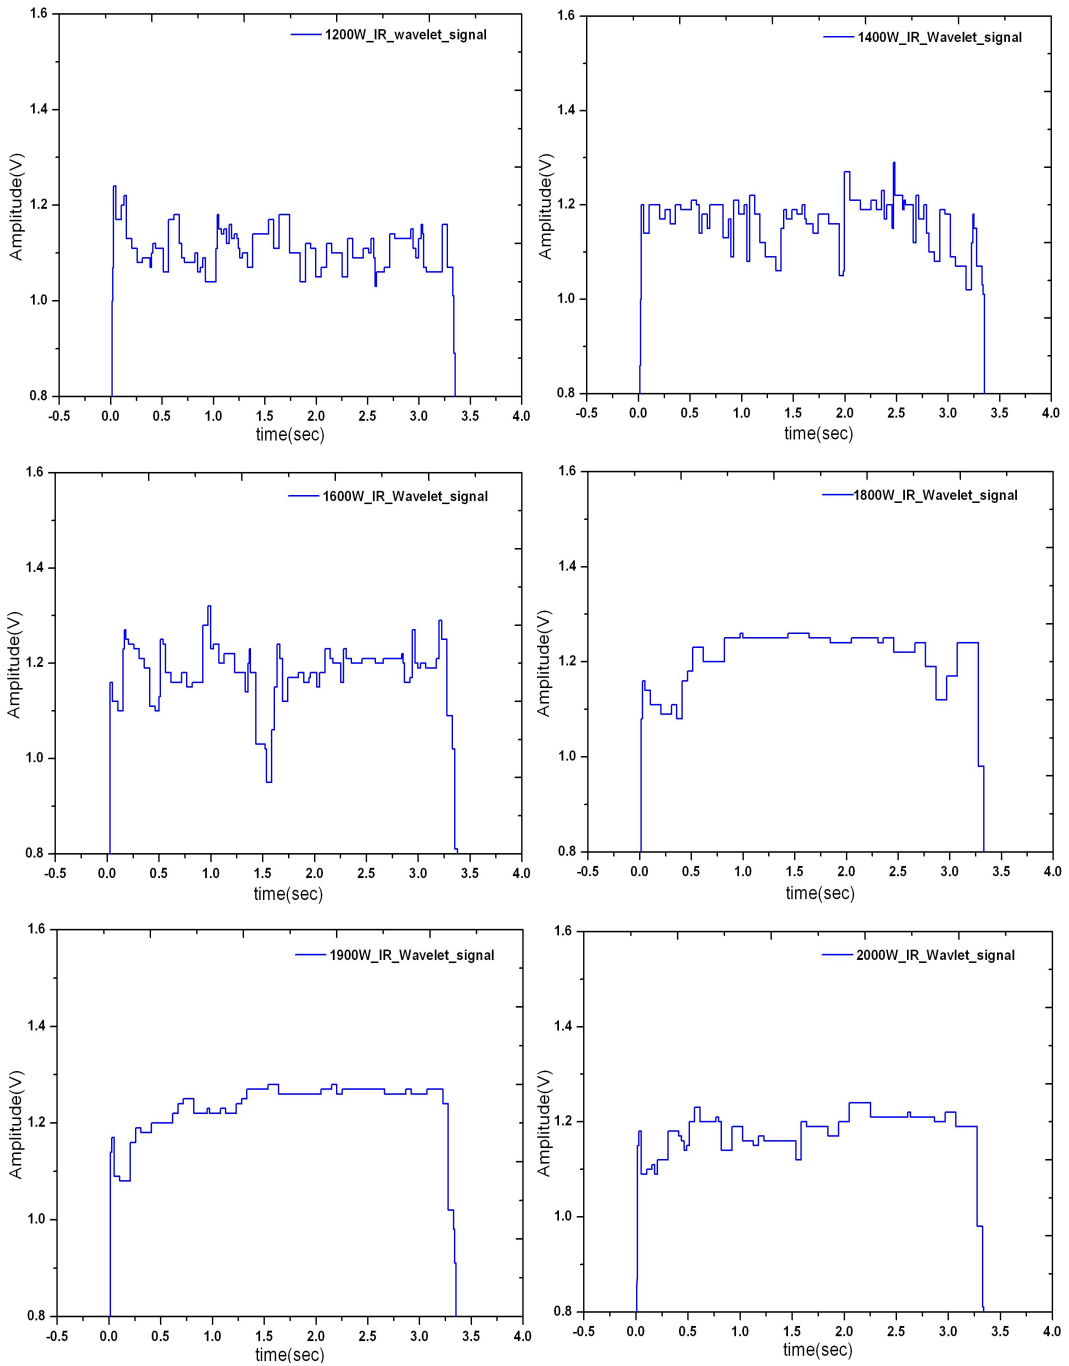 1200W_IR_wavelet_signal
Amplitude(V)
1.6
1.4
1.2
1.0
0.8
-0.5 0.0 0.5 1.0 1.5 2.0 2.5 3.0 3.5 4.0
time(sec)
1400W_IR_Wavelet_signal
Amplitude(V)
1.6
1.4
1.2
1.0
0.8
-0.5 0.0 0.5 1.0 1.5 2.0 2.5 3.0 3.5 4.0
time(sec)
1600W_IR_Wavelet_signal
Amplitude(V)
1.6
1.4
1.2
1.0
0.8
-0.5 0.0 0.5 1.0 1.5 2.0 2.5 3.0 3.5 4.0
time(sec)
1800W_IR_Wavelet_signal
Amplitude(V)
1.6
1.4
1.2
1.0
0.8
-0.5 0.0 0.5 1.0 1.5 2.0 2.5 3.0 3.5 4.0
time(sec)
1900W_IR_Wavelet_signal
Amplitude(V)
1.6
1.4
1.2
1.0
0.8
-0.5 0.0 0.5 1.0 1.5 2.0 2.5 3.0 3.5 4.0
time(sec)
2000W_IR_Wavlet_signal
Amplitude(V)
1.6
1.4
1.2
1.0
0.8
-0.5 0.0 0.5 1.0 1.5 2.0 2.5 3.0 3.5 4.0
time(sec)